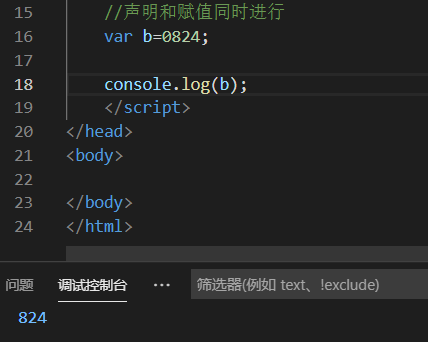 15 //声明和赋值同时进行
16 var b=0824;
17
18 console.log(b);
19 </script>
20 </head>
21 <body>
22
23 </body>
24 </html>
问题 调试控制台 ··· 筛选器(例如 text、!exclude)
824